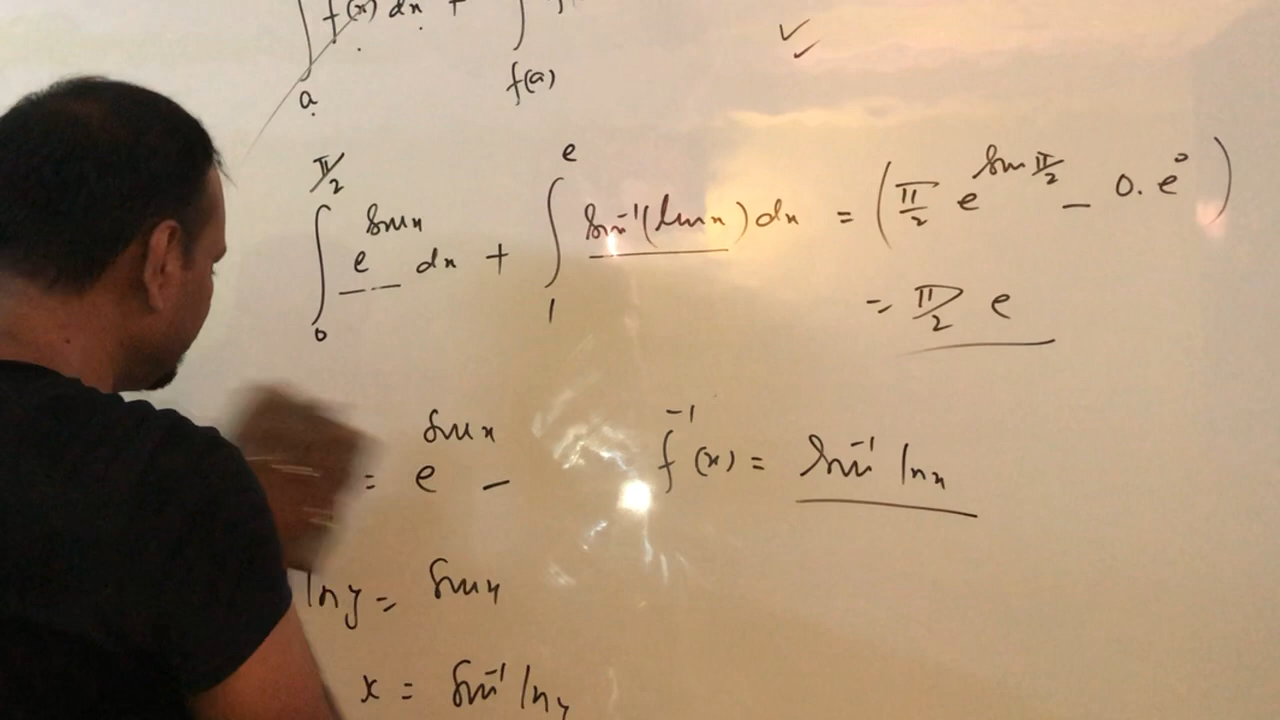 ∫ f(x) dx + ∫
a f(a)
∫₀^{π/2} e^{sinx} dx + ∫₁^{e} sin⁻¹(lnx) dx = (π/2 e^{sin π/2} − 0. e⁰)
= π/2 e
= e^{sinx} − f⁻¹(x) = sin⁻¹ lnx
lny = sinx
x = sin⁻¹ lny